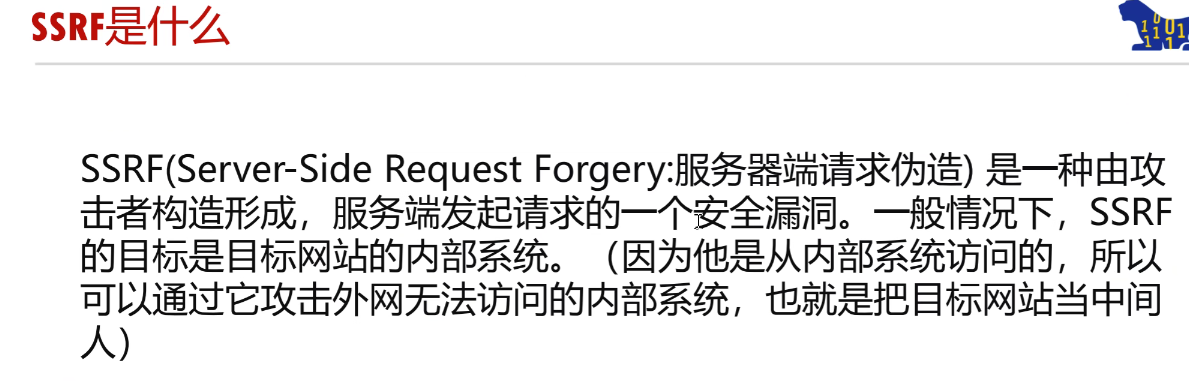 SSRF是什么
SSRF(Server-Side Request Forgery:服务器端请求伪造) 是一种由攻
击者构造形成，服务端发起请求的一个安全漏洞。一般情况下，SSRF
的目标是目标网站的内部系统。（因为他是从内部系统访问的，所以
可以通过它攻击外网无法访问的内部系统，也就是把目标网站当中间
人）